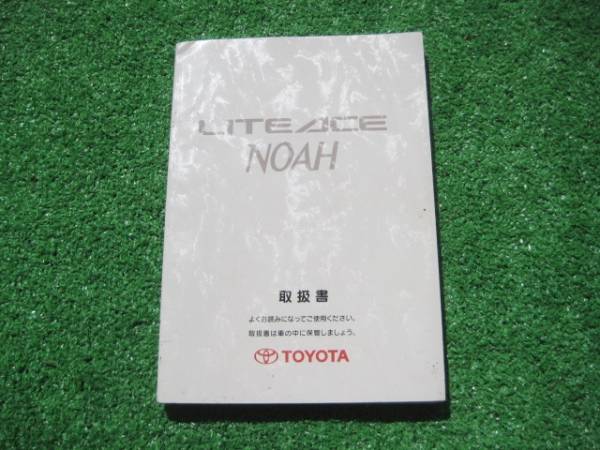 LITEACE
NOAH
取扱書
よくお読みになってご使用ください。
取扱書は車の中に保管しましょう。
TOYOTA